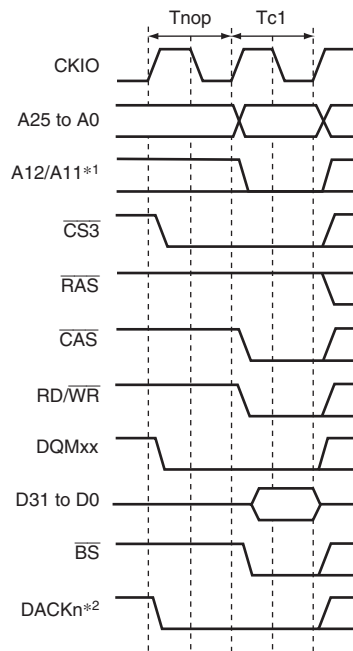 Tnop Tc1
CKIO
A25 to A0
A12/A11*1
CS3
RAS
CAS
RD/WR
DQMxx
D31 to D0
BS
DACKn*2